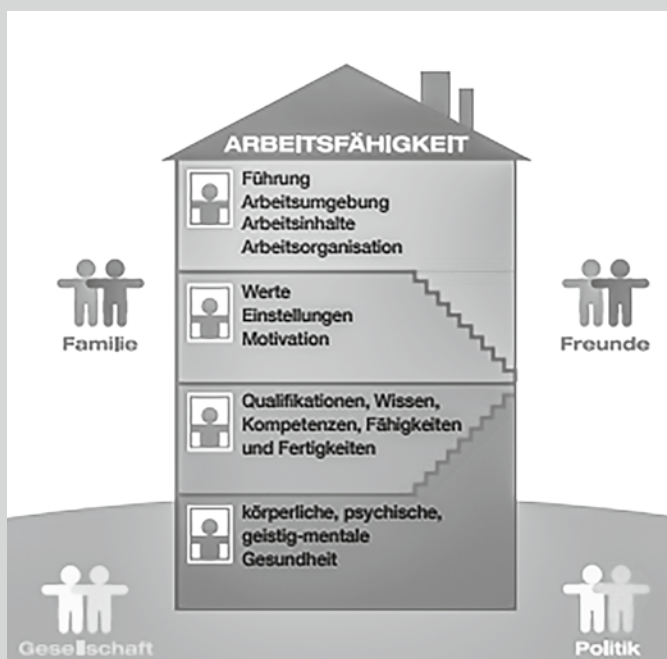 ARBEITSFÄHIGKEIT
Führung
Arbeitsumgebung
Arbeitsinhalte
Arbeitsorganisation
Werte
Einstellungen
Motivation
Familie
Freunde
Qualifikationen, Wissen,
Kompetenzen, Fähigkeiten
und Fertigkeiten
körperliche, psychische,
geistig-mentale
Gesundheit
Gesellschaft
Politik